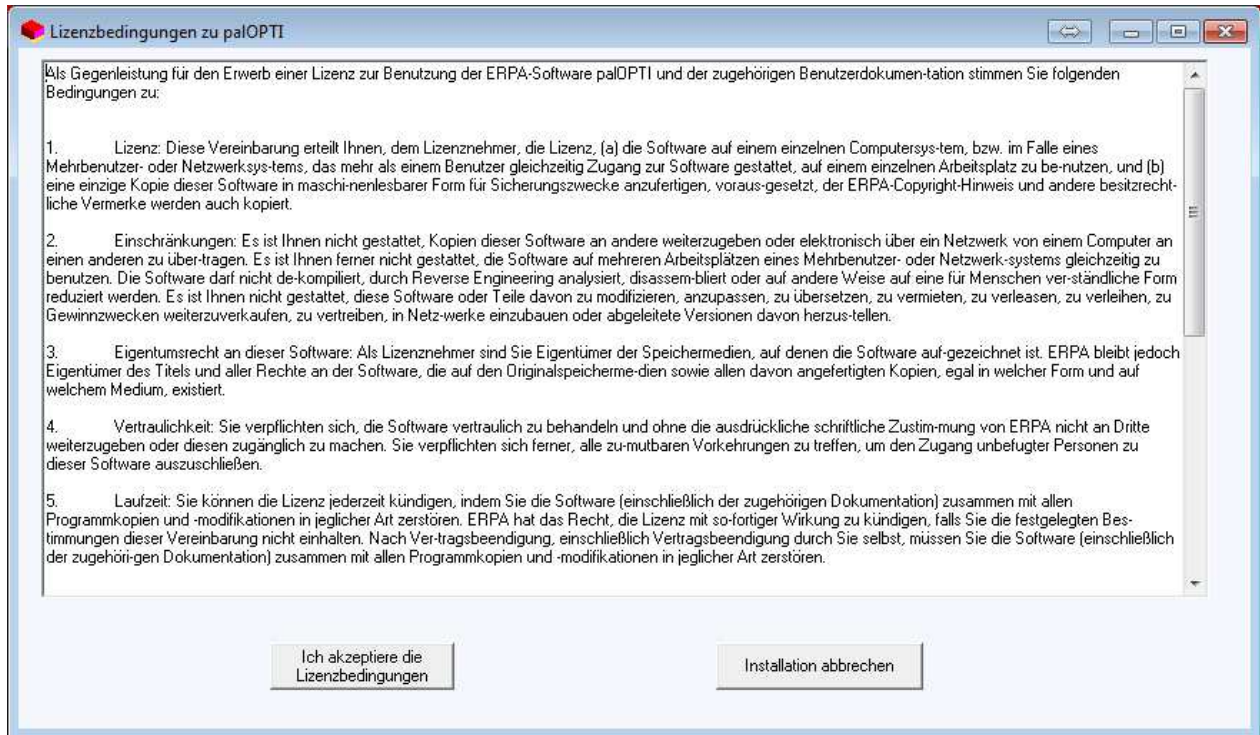 Lizenzbedingungen zu palOPTI
Als Gegenleistung für den Erwerb einer Lizenz zur Benutzung der ERPA-Software palOPTI und der zugehörigen Benutzerdokumen-tation stimmen Sie folgenden
Bedingungen zu:
1. Lizenz: Diese Vereinbarung erteilt Ihnen, dem Lizenznehmer, die Lizenz, (a) die Software auf einem einzelnen Computersys-tem, bzw. im Falle eines
Mehrbenutzer- oder Netzwerksys-tems, das mehr als einem Benutzer gleichzeitig Zugang zur Software gestattet, auf einem einzelnen Arbeitsplatz zu be-nutzen, und (b)
eine einzige Kopie dieser Software in maschi-nenlesbarer Form für Sicherungszwecke anzufertigen, voraus-gesetzt, der ERPA-Copyright-Hinweis und andere besitzrecht-
liche Vermerke werden auch kopiert.
2. Einschränkungen: Es ist Ihnen nicht gestattet, Kopien dieser Software an andere weiterzugeben oder elektronisch über ein Netzwerk von einem Computer an
einen anderen zu über-tragen. Es ist Ihnen ferner nicht gestattet, die Software auf mehreren Arbeitsplätzen eines Mehrbenutzer- oder Netzwerk-systems gleichzeitig zu
benutzen. Die Software darf nicht de-kompiliert, durch Reverse Engineering analysiert, disassem-bliert oder auf andere Weise auf eine für Menschen ver-ständliche Form
reduziert werden. Es ist Ihnen nicht gestattet, diese Software oder Teile davon zu modifizieren, anzupassen, zu übersetzen, zu vermieten, zu verleasen, zu verleihen, zu
Gewinnzwecken weiterzuverkaufen, zu vertreiben, in Netz-werke einzubauen oder abgeleitete Versionen davon herzus-tellen.
3. Eigentumsrecht an dieser Software: Als Lizenznehmer sind Sie Eigentümer der Speichermedien, auf denen die Software auf-gezeichnet ist. ERPA bleibt jedoch
Eigentümer des Titels und aller Rechte an der Software, die auf den Originalspeicherme-dien sowie allen davon angefertigten Kopien, egal in welcher Form und auf
welchem Medium, existiert.
4. Vertraulichkeit: Sie verpflichten sich, die Software vertraulich zu behandeln und ohne die ausdrückliche schriftliche Zustim-mung von ERPA nicht an Dritte
weiterzugeben oder diesen zugänglich zu machen. Sie verpflichten sich ferner, alle zu-mutbaren Vorkehrungen zu treffen, um den Zugang unbefugter Personen zu
dieser Software auszuschließen.
5. Laufzeit: Sie können die Lizenz jederzeit kündigen, indem Sie die Software (einschließlich der zugehörigen Dokumentation) zusammen mit allen
Programmkopien und -modifikationen in jeglicher Art zerstören. ERPA hat das Recht, die Lizenz mit so-fortiger Wirkung zu kündigen, falls Sie die festgelegten Bes-
timmungen dieser Vereinbarung nicht einhalten. Nach Ver-tragsbeendigung, einschließlich Vertragsbeendigung durch Sie selbst, müssen Sie die Software (einschließlich
der zugehöri-gen Dokumentation) zusammen mit allen Programmkopien und -modifikationen in jeglicher Art zerstören.
Ich akzeptiere die
Lizenzbedingungen
Installation abbrechen